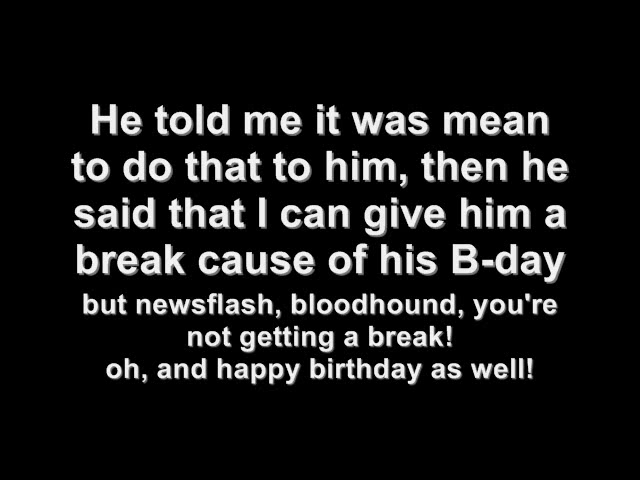 He told me it was mean
to do that to him, then he
said that I can give him a
break cause of his B-day
but newsflash, bloodhound, you're
not getting a break!
oh, and happy birthday as well!